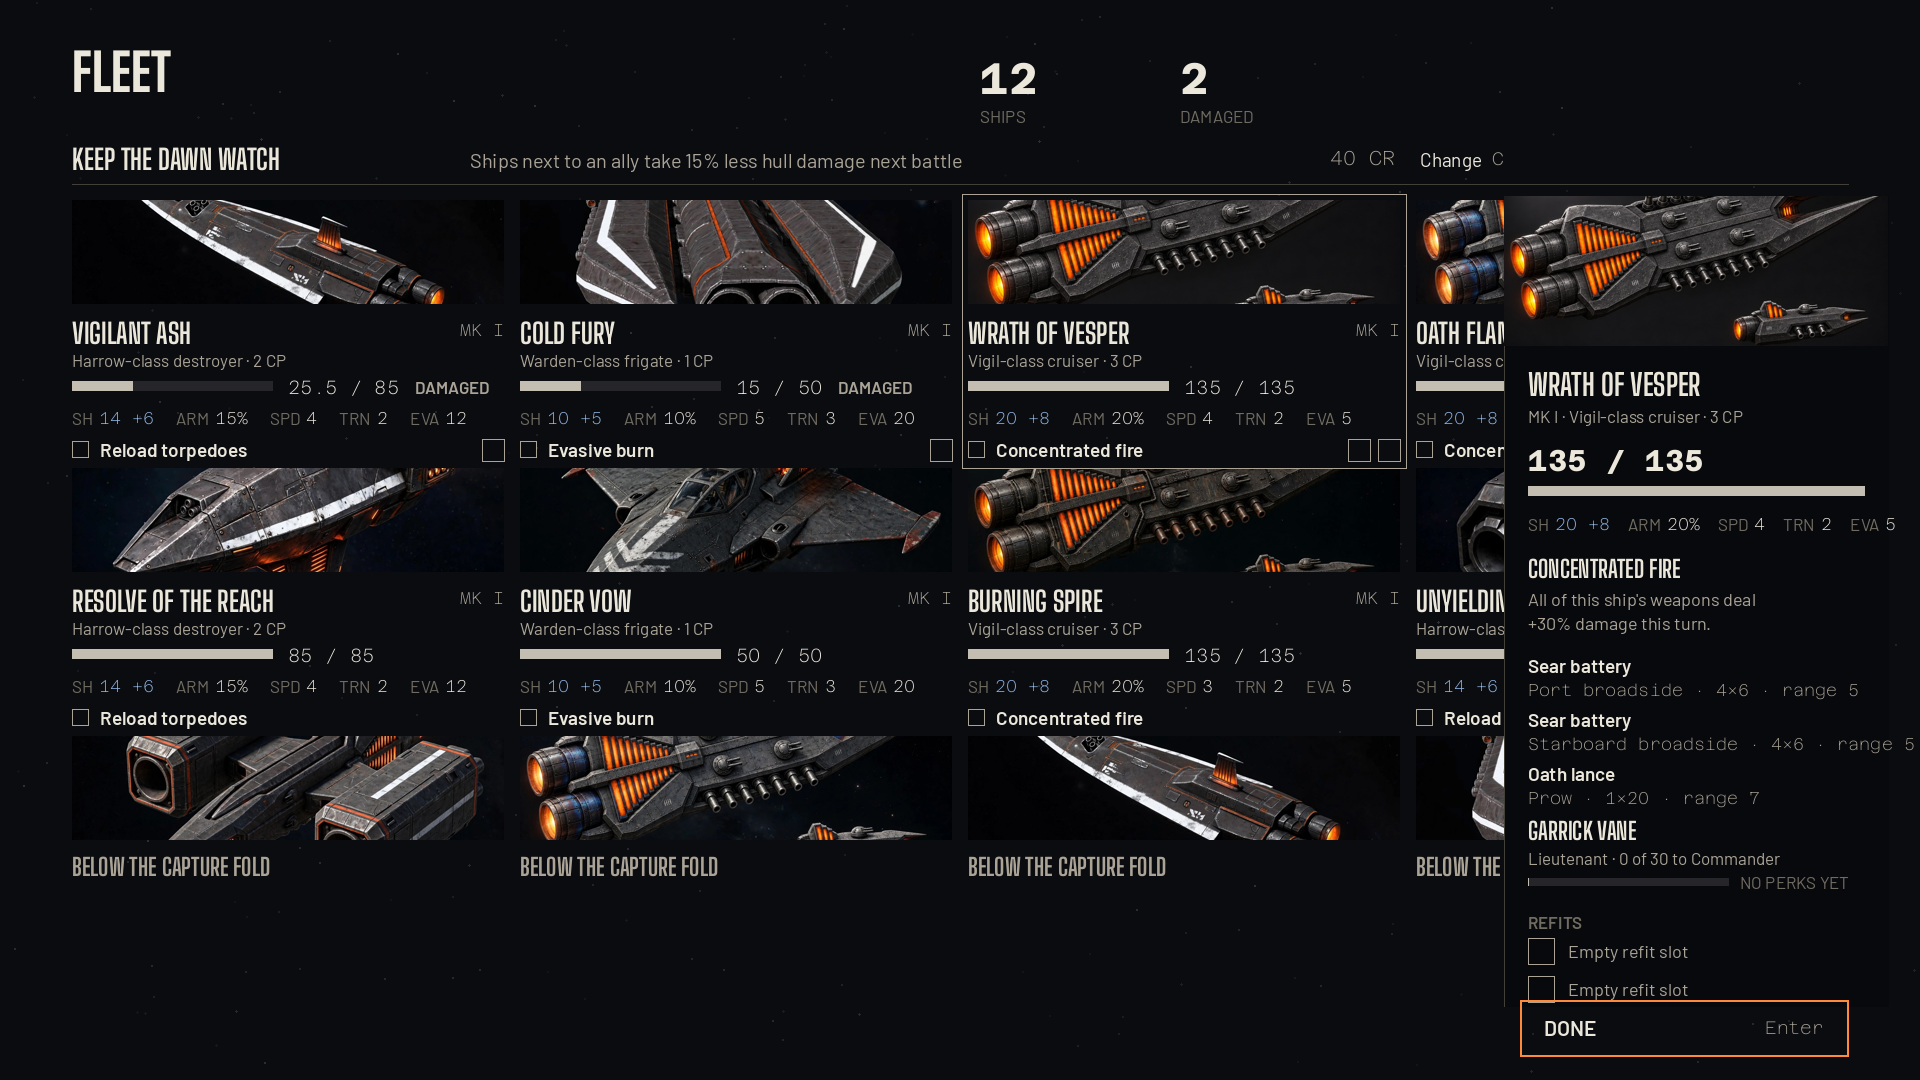 FLEET
12
SHIPS
2
DAMAGED
KEEP THE DAWN WATCH
Ships next to an ally take 15% less hull damage next battle
40 CR
Change C
VIGILANT ASH
MK I
Harrow-class destroyer · 2 CP
25.5 / 85 DAMAGED
SH 14 +6 ARM 15% SPD 4 TRN 2 EVA 12
Reload torpedoes
COLD FURY
MK I
Warden-class frigate · 1 CP
15 / 50 DAMAGED
SH 10 +5 ARM 10% SPD 5 TRN 3 EVA 20
Evasive burn
WRATH OF VESPER
MK I
Vigil-class cruiser · 3 CP
135 / 135
SH 20 +8 ARM 20% SPD 4 TRN 2 EVA 5
Concentrated fire
OATH FLAM
Vigil-class c
SH 20 +8
Concen
RESOLVE OF THE REACH
MK I
Harrow-class destroyer · 2 CP
85 / 85
SH 14 +6 ARM 15% SPD 4 TRN 2 EVA 12
Reload torpedoes
CINDER VOW
MK I
Warden-class frigate · 1 CP
50 / 50
SH 10 +5 ARM 10% SPD 5 TRN 3 EVA 20
Evasive burn
BURNING SPIRE
MK I
Vigil-class cruiser · 3 CP
135 / 135
SH 20 +8 ARM 20% SPD 3 TRN 2 EVA 5
Concentrated fire
UNYIELDIN
Harrow-clas
SH 14 +6
Reload
BELOW THE CAPTURE FOLD
BELOW THE CAPTURE FOLD
BELOW THE CAPTURE FOLD
BELOW THE
WRATH OF VESPER
MK I · Vigil-class cruiser · 3 CP
135 / 135
SH 20 +8 ARM 20% SPD 4 TRN 2 EVA 5
CONCENTRATED FIRE
All of this ship's weapons deal
+30% damage this turn.
Sear battery
Port broadside · 4×6 · range 5
Sear battery
Starboard broadside · 4×6 · range 5
Oath lance
Prow · 1×20 · range 7
GARRICK VANE
Lieutenant · 0 of 30 to Commander
NO PERKS YET
REFITS
Empty refit slot
Empty refit slot
DONE Enter